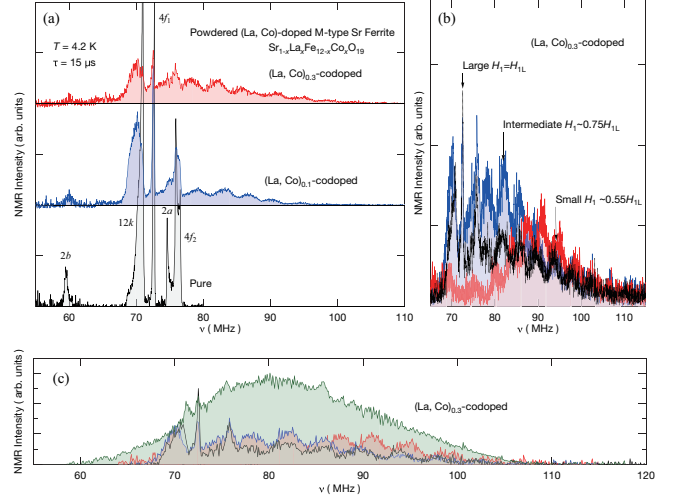 (a)
4f1
Powdered (La, Co)-doped M-type Sr Ferrite
Sr1-xLaxFe12-xCoxO19
T = 4.2 K
τ = 15 µs
(La, Co)0.3-codoped
(La, Co)0.1-codoped
12k
2a
4f2
2b
Pure
NMR Intensity ( arb. units )
60
70
80
90
100
110
ν ( MHz )
(b)
(La, Co)0.3-codoped
Large H1=H1L
Intermediate H1~0.75H1L
Small H1 ~0.55H1L
NMR Intensity ( arb. units )
70
80
90
100
110
ν ( MHz )
(c)
(La, Co)0.3-codoped
NMR Intensity ( arb. units )
60
70
80
90
100
110
120
ν ( MHz )